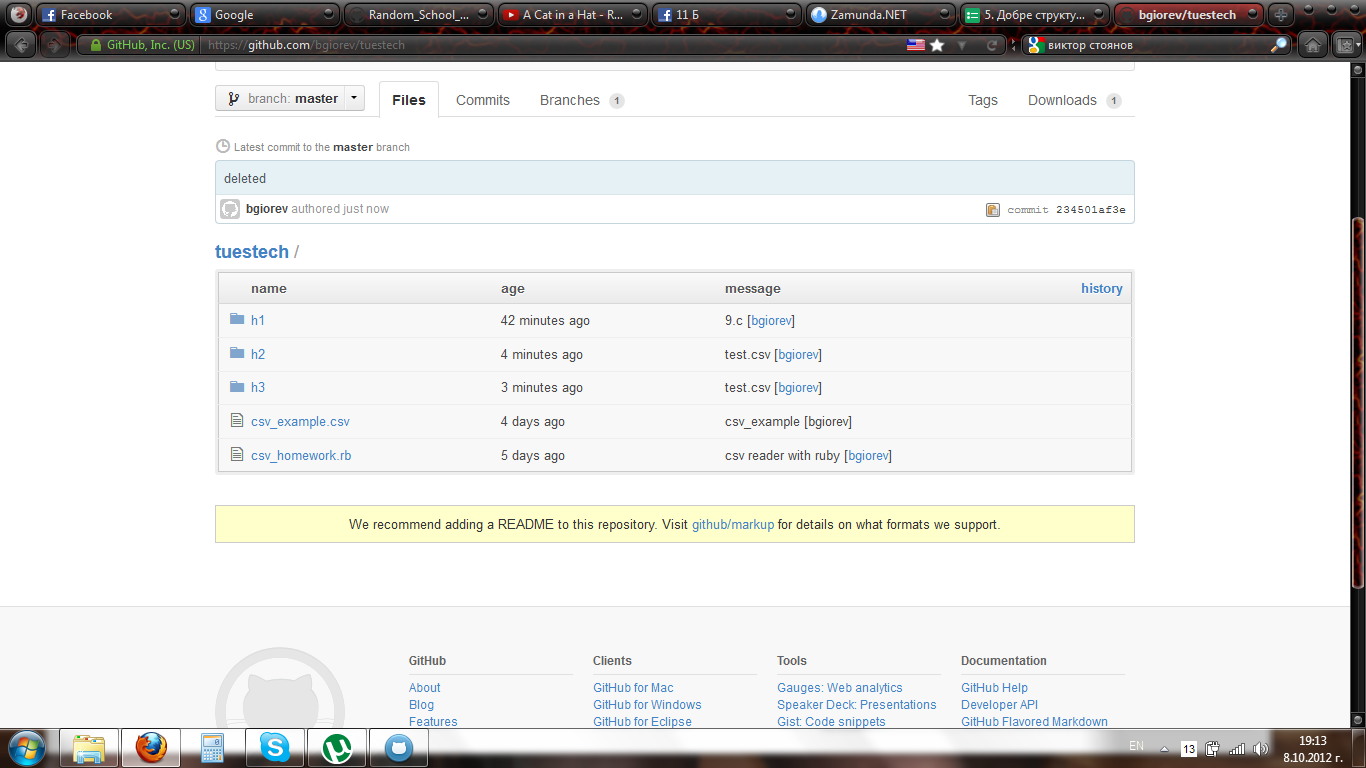 Facebook Google Random_School_... A Cat in a Hat - R... 11 Б Zamunda.NET 5. Добре структу... bgiorev/tuestech
GitHub, Inc. (US) https://github.com/bgiorev/tuestech виктор стоянов
branch: master Files Commits Branches 1 Tags Downloads 1
Latest commit to the master branch
deleted
bgiorev authored just now commit 234501af3e
tuestech /
name age message history
h1 42 minutes ago 9.c [bgiorev]
h2 4 minutes ago test.csv [bgiorev]
h3 3 minutes ago test.csv [bgiorev]
csv_example.csv 4 days ago csv_example [bgiorev]
csv_homework.rb 5 days ago csv reader with ruby [bgiorev]
We recommend adding a README to this repository. Visit github/markup for details on what formats we support.
GitHub Clients Tools Documentation
About GitHub for Mac Gauges: Web analytics GitHub Help
Blog GitHub for Windows Speaker Deck: Presentations Developer API
Features GitHub for Eclipse Gist: Code snippets GitHub Flavored Markdown
EN 13 19:13
8.10.2012 г.